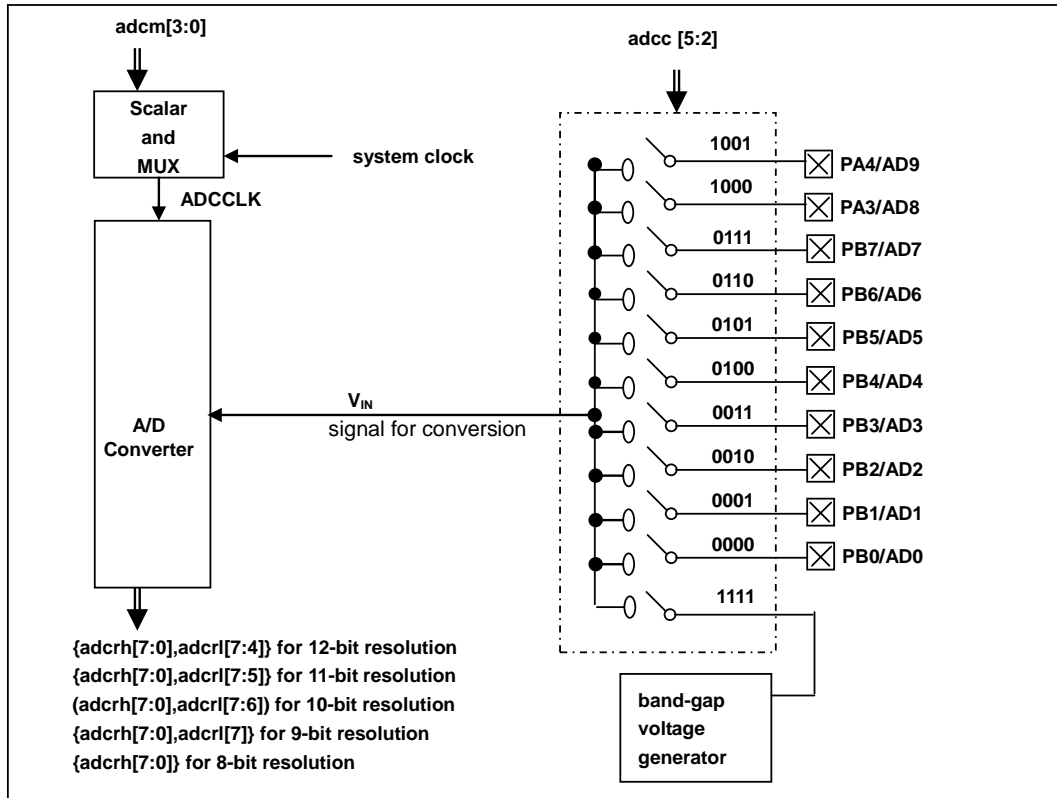 adcm[3:0]
adcc [5:2]
Scalar
and
MUX
system clock
ADCCLK
1001
PA4/AD9
1000
PA3/AD8
0111
PB7/AD7
0110
PB6/AD6
0101
PB5/AD5
0100
PB4/AD4
0011
PB3/AD3
0010
PB2/AD2
0001
PB1/AD1
0000
PB0/AD0
1111
VIN
signal for conversion
A/D
Converter
{adcrh[7:0],adcrl[7:4]} for 12-bit resolution
{adcrh[7:0],adcrl[7:5]} for 11-bit resolution
(adcrh[7:0],adcrl[7:6]) for 10-bit resolution
{adcrh[7:0],adcrl[7]} for 9-bit resolution
{adcrh[7:0]} for 8-bit resolution
band-gap
voltage
generator